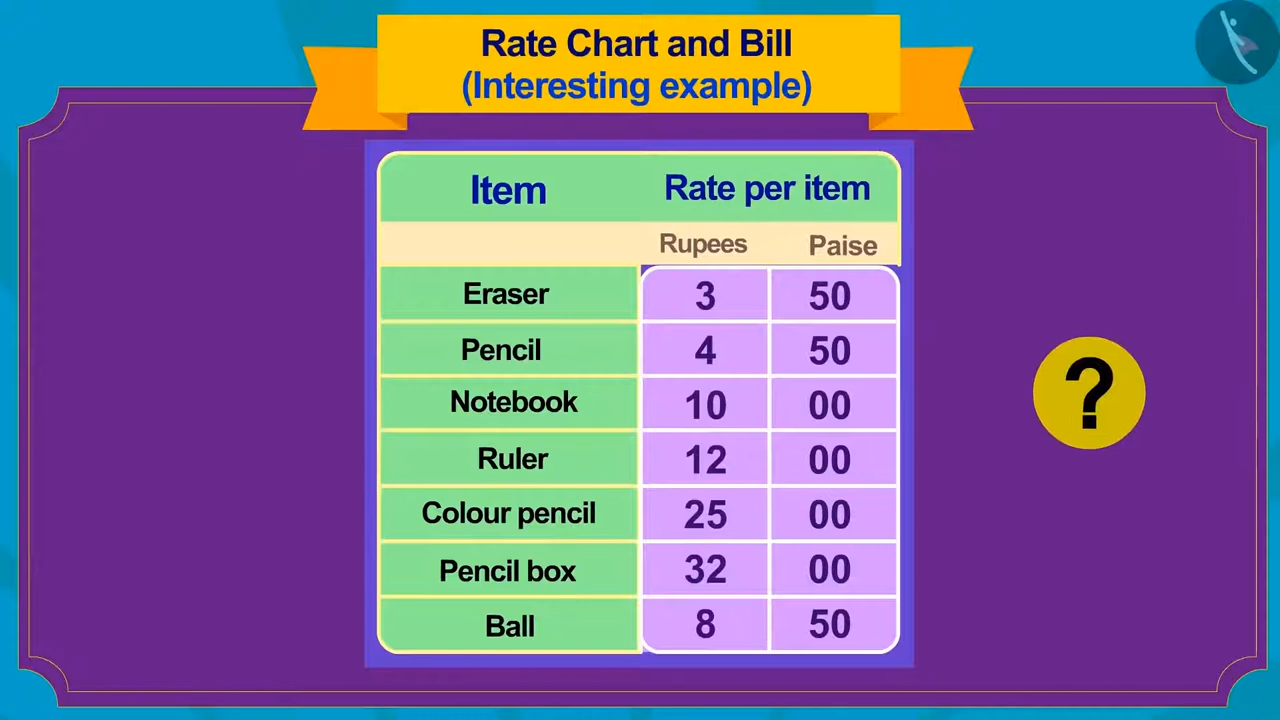 Rate Chart and Bill
(Interesting example)
Item Rate per item
Rupees Paise
Eraser 3 50
Pencil 4 50
Notebook 10 00
Ruler 12 00
Colour pencil 25 00
Pencil box 32 00
Ball 8 50
?